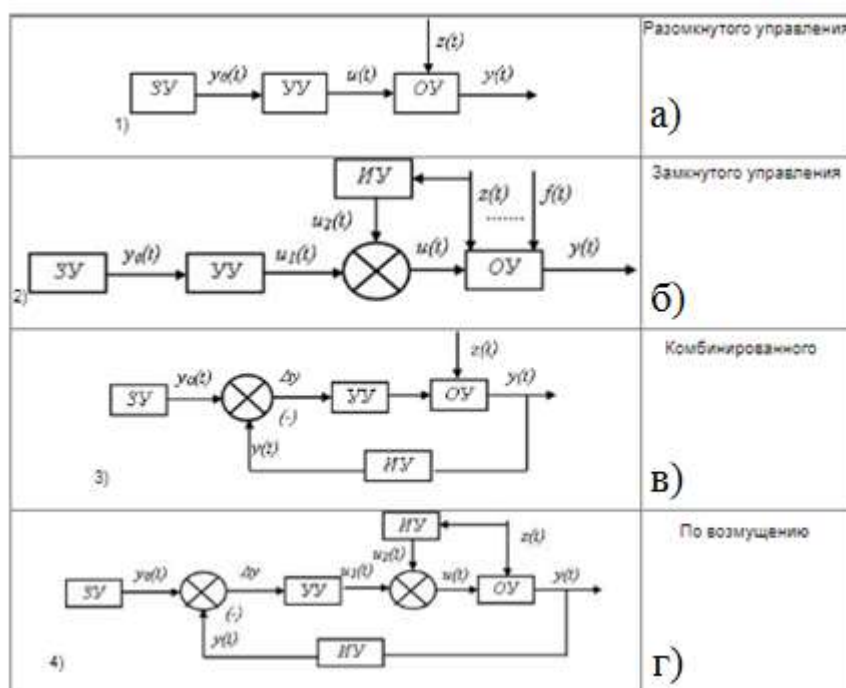 z(t)
Разомкнутого управления
ЗУ y₀(t) УУ u(t) ОУ y(t)
1)
а)
ИУ z(t) f(t)
Замкнутого управления
u₂(t) ........
ЗУ y₀(t) УУ u₁(t) u(t) ОУ y(t)
2)
б)
z(t)
Комбинированного
ЗУ y₀(t) Δy УУ ОУ y(t)
(-)
y(t) ИУ
3)
в)
ИУ z(t)
По возмущению
u₂(t)
ЗУ y₀(t) Δy УУ u₁(t) u(t) ОУ y(t)
(-)
y(t) ИУ
4)
г)